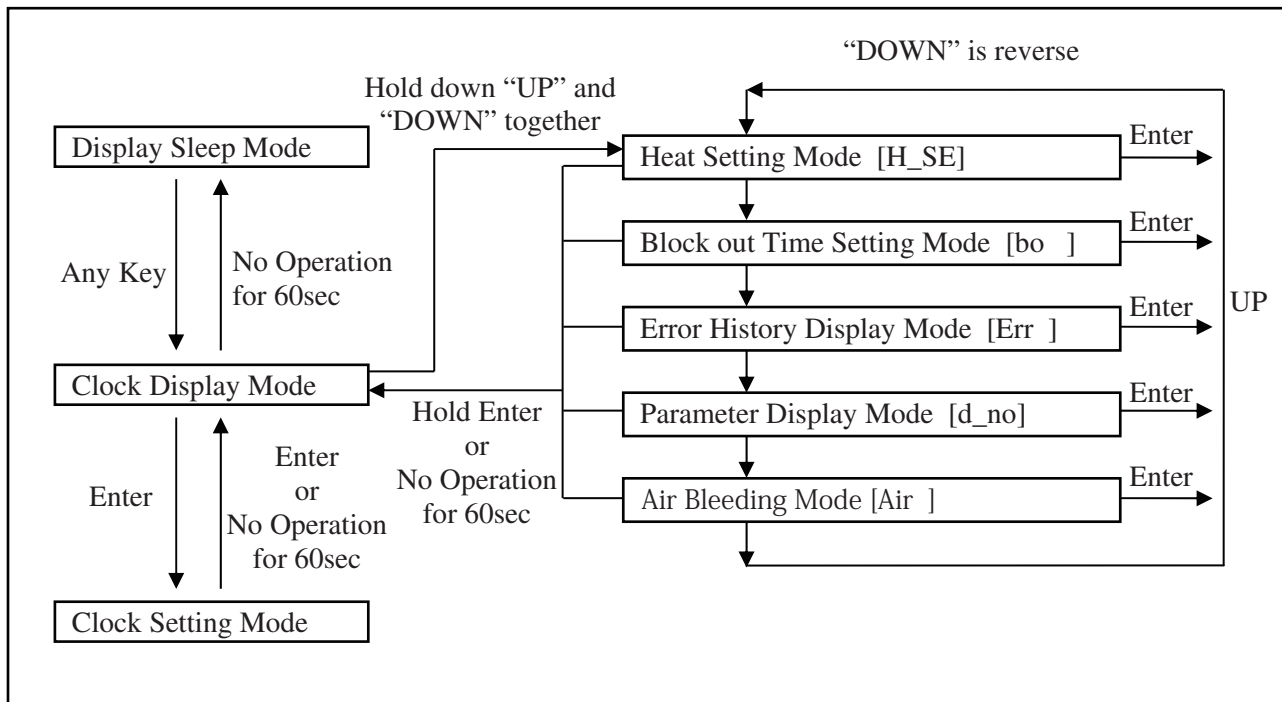 “DOWN” is reverse
Hold down “UP” and
“DOWN” together
Display Sleep Mode
Any Key
No Operation
for 60sec
Clock Display Mode
Enter
Enter
or
No Operation
for 60sec
Clock Setting Mode
Hold Enter
or
No Operation
for 60sec
Heat Setting Mode [H_SE]
Enter
Block out Time Setting Mode [bo ]
Enter
Error History Display Mode [Err ]
Enter
Parameter Display Mode [d_no]
Enter
Air Bleeding Mode [Air ]
Enter
UP